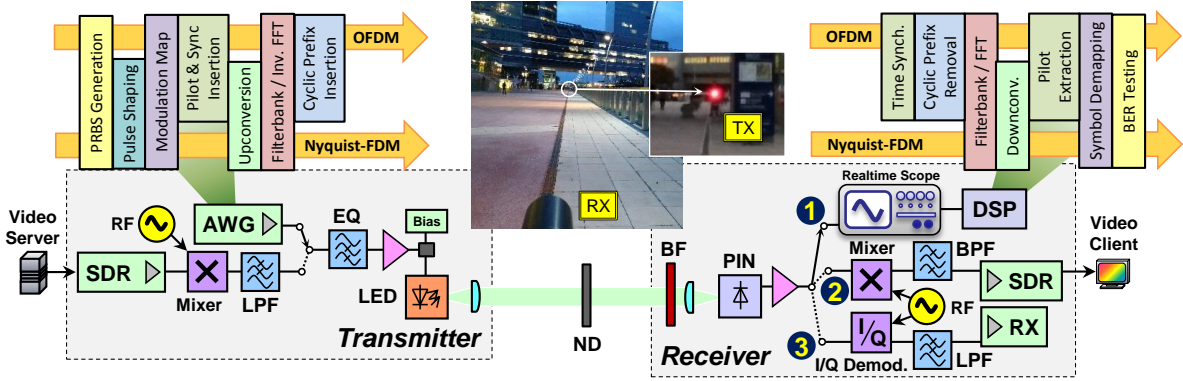 PRBS Generation
Pulse Shaping
Modulation Map
Pilot & Sync
Insertion
Upconversion
Filterbank / Inv. FFT
Cyclic Prefix
Insertion
OFDM
Nyquist-FDM
TX
RX
OFDM
Nyquist-FDM
Time Synch.
Cyclic Prefix
Removal
Filterbank / FFT
Downconv.
Pilot
Extraction
Symbol Demapping
BER Testing
Video
Server
RF
SDR
Mixer
AWG
LPF
EQ
Bias
LED
Transmitter
ND
BF
PIN
Receiver
1
2
3
Realtime Scope
DSP
Mixer
BPF
SDR
RF
I/Q
I/Q Demod.
LPF
RX
Video
Client